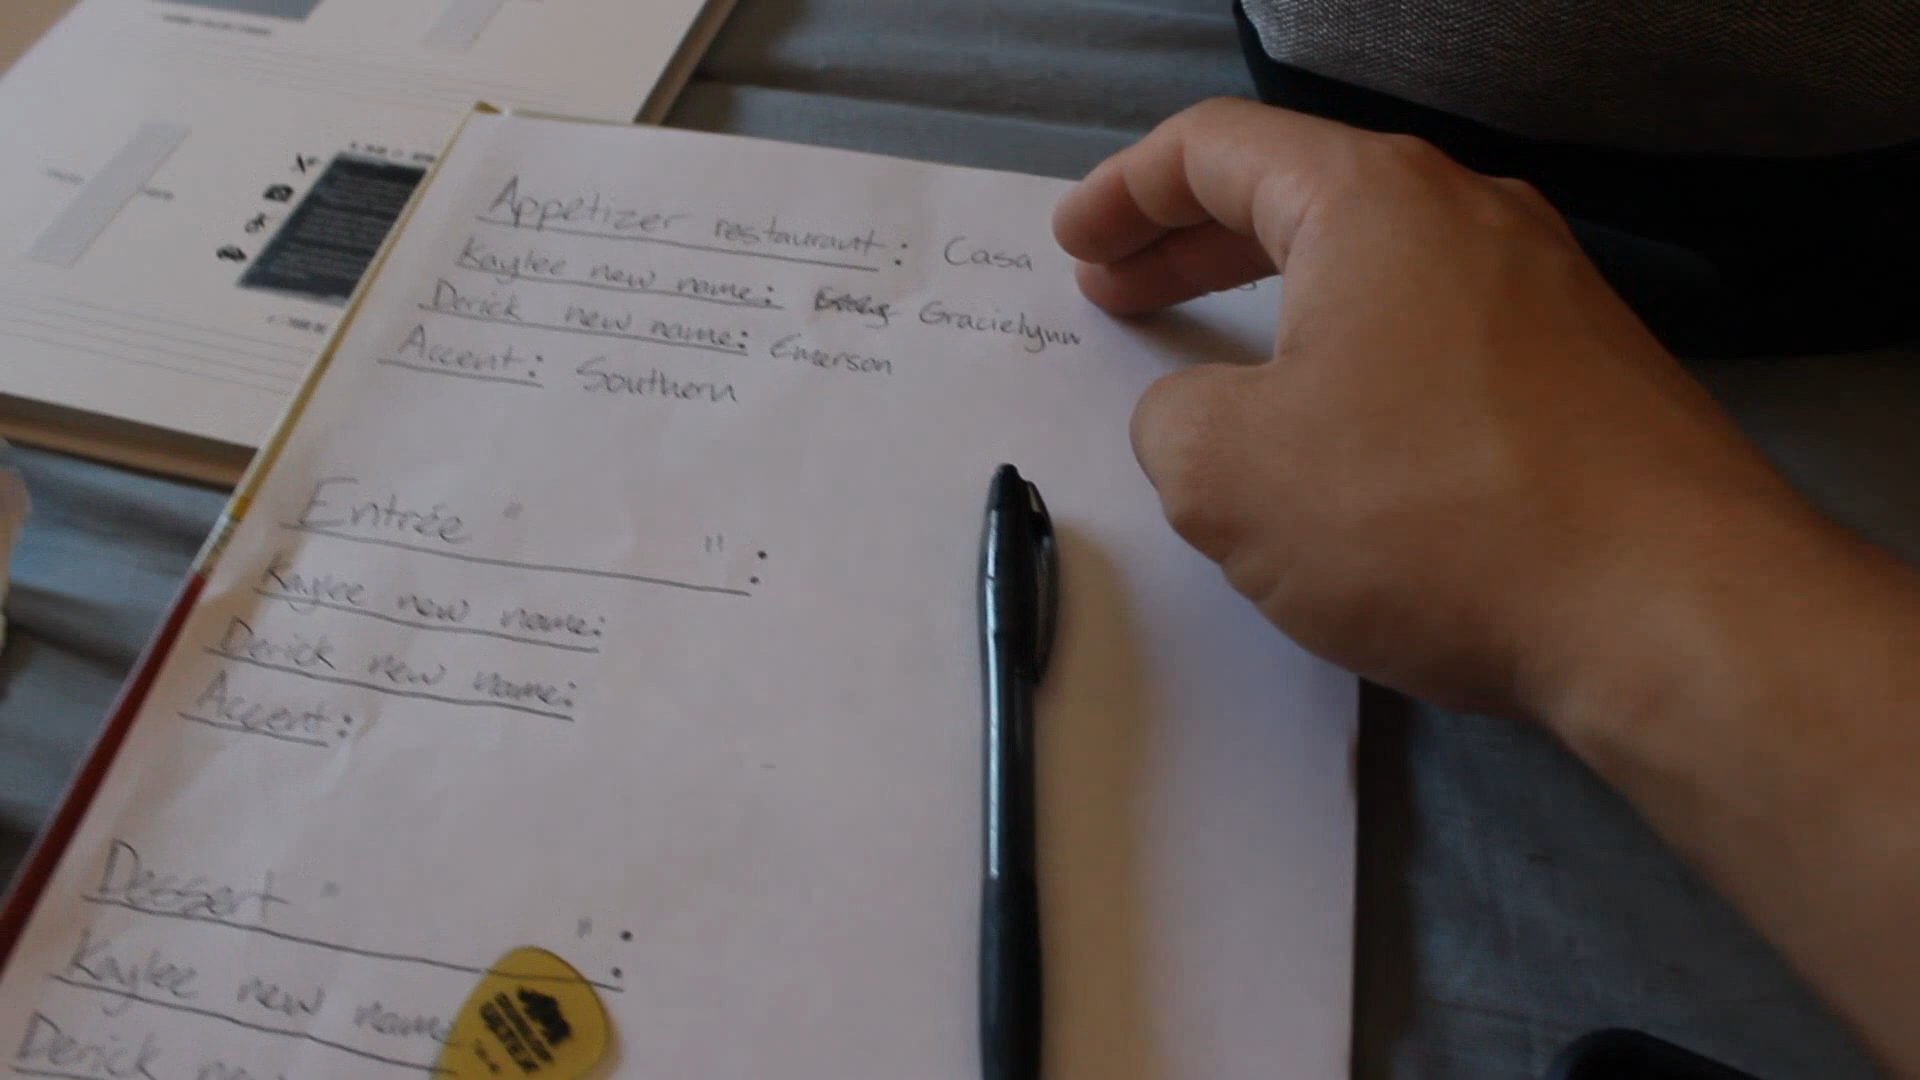 Appetizer restaurant: Casa
Kaylee new name: Gracielynn
Derick new name: Emerson
Accent: Southern
Entrée " ":
Kaylee new name:
Derick new name:
Accent:
Dessert " ":
Kaylee new name
Derick